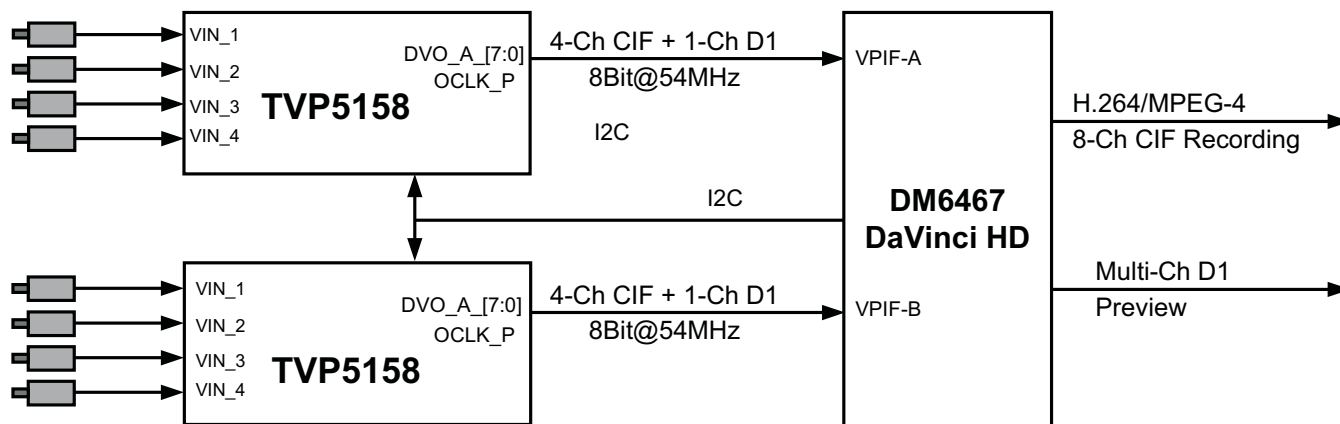 VIN_1
VIN_2
VIN_3
VIN_4
TVP5158
DVO_A_[7:0]
OCLK_P
4-Ch CIF + 1-Ch D1
8Bit@54MHz
I2C
VPIF-A
H.264/MPEG-4
8-Ch CIF Recording
I2C
DM6467
DaVinci HD
VIN_1
VIN_2
VIN_3
VIN_4
TVP5158
DVO_A_[7:0]
OCLK_P
4-Ch CIF + 1-Ch D1
8Bit@54MHz
VPIF-B
Multi-Ch D1
Preview